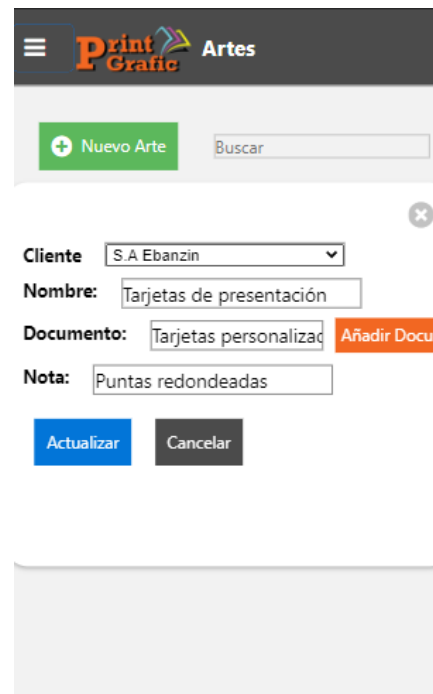 Print Grafic Artes
Nuevo Arte Buscar
Cliente S.A Ebanzin
Nombre: Tarjetas de presentación
Documento: Tarjetas personalizac Añadir Docu
Nota: Puntas redondeadas
Actualizar Cancelar